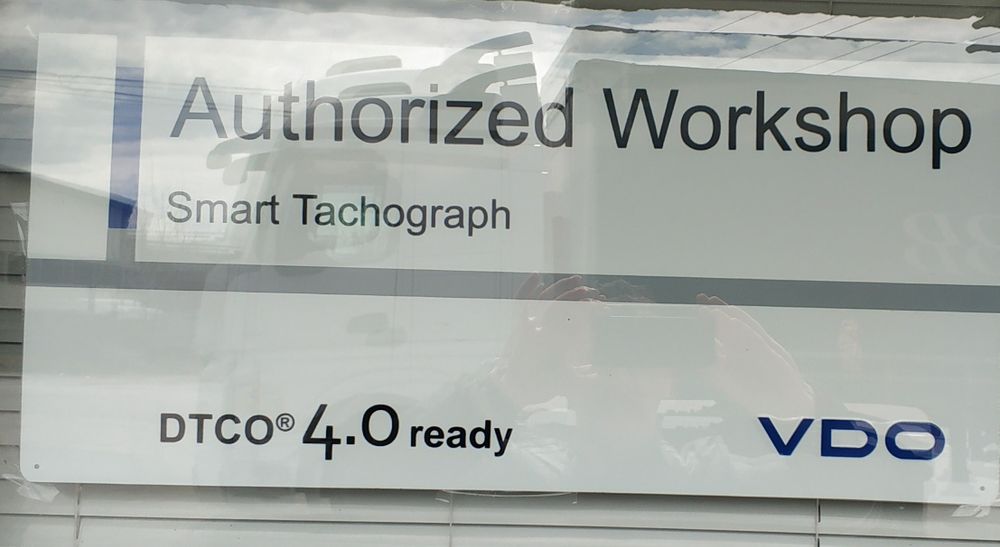 Authorized Workshop
Smart Tachograph
DTCO® 4.0 ready
VDO